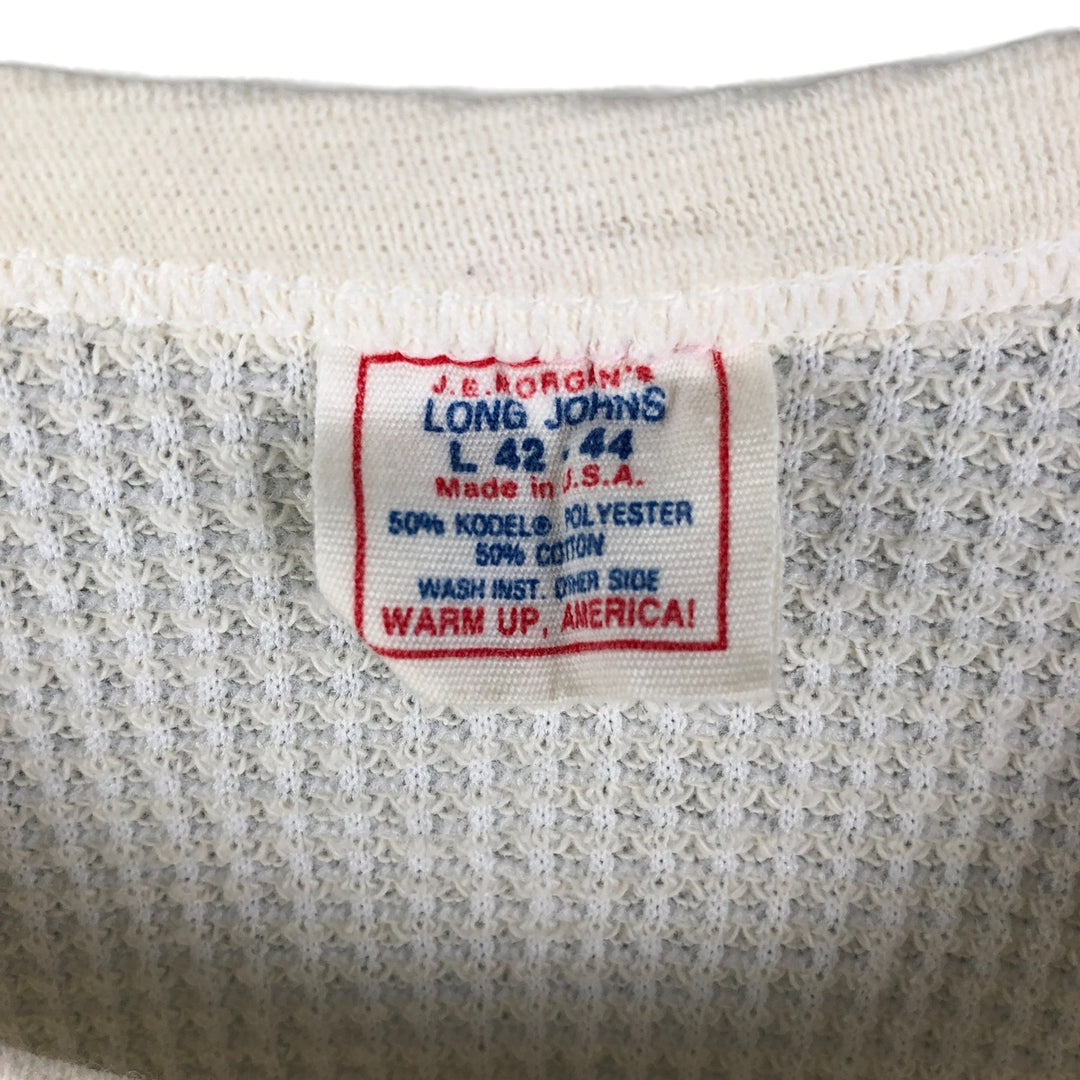 J.E. MORGAN'S
LONG JOHNS
L 42-44
Made in U.S.A.
50% KODEL® POLYESTER
50% COTTON
WASH INST. OTHER SIDE
WARM UP, AMERICA!